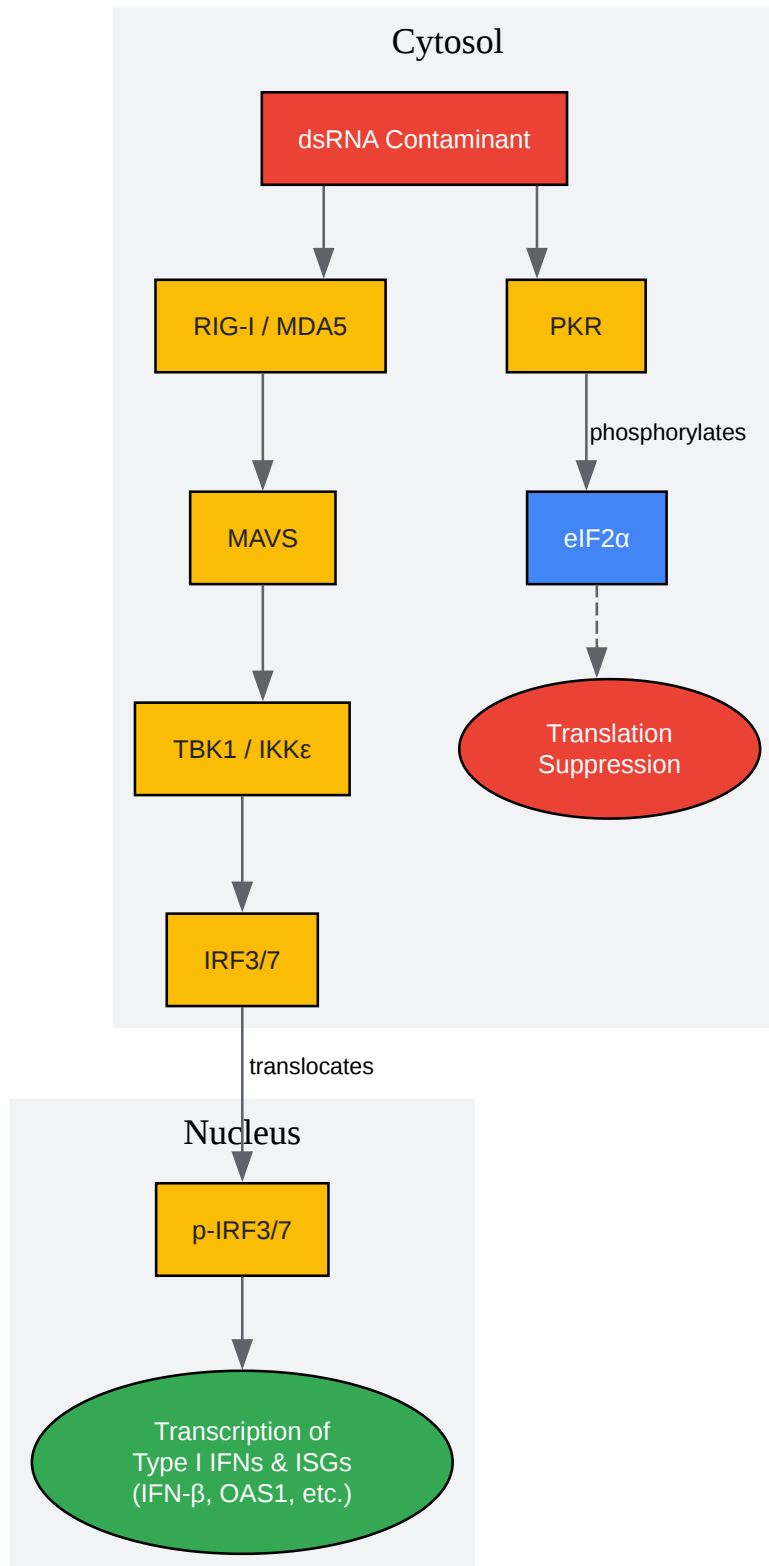 Cytosol
dsRNA Contaminant
RIG-I / MDA5
PKR
phosphorylates
MAVS
eIF2α
TBK1 / IKKε
Translation
Suppression
IRF3/7
translocates
Nucleus
p-IRF3/7
Transcription of
Type I IFNs & ISGs
(IFN-β, OAS1, etc.)